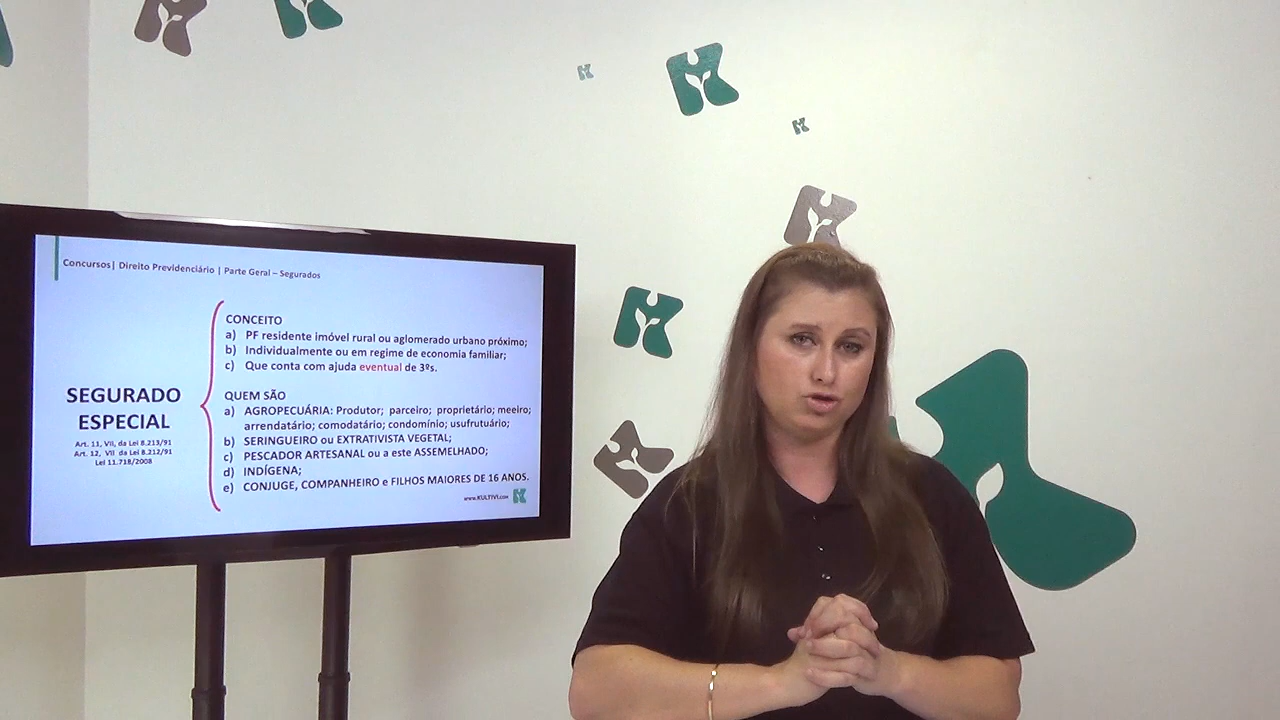 Concursos| Direito Previdenciário | Parte Geral – Segurados
SEGURADO
ESPECIAL
Art. 11, VII, da Lei 8.213/91
Art. 12, VII da Lei 8.212/91
Lei 11.718/2008
CONCEITO
a) PF residente imóvel rural ou aglomerado urbano próximo;
b) Individualmente ou em regime de economia familiar;
c) Que conta com ajuda eventual de 3ºs.
QUEM SÃO
a) AGROPECUÁRIA: Produtor; parceiro; proprietário; meeiro;
arrendatário; comodatário; condomínio; usufrutuário;
b) SERINGUEIRO ou EXTRATIVISTA VEGETAL;
c) PESCADOR ARTESANAL ou a este ASSEMELHADO;
d) INDÍGENA;
e) CONJUGE, COMPANHEIRO e FILHOS MAIORES DE 16 ANOS.
www.KULTIVI.com